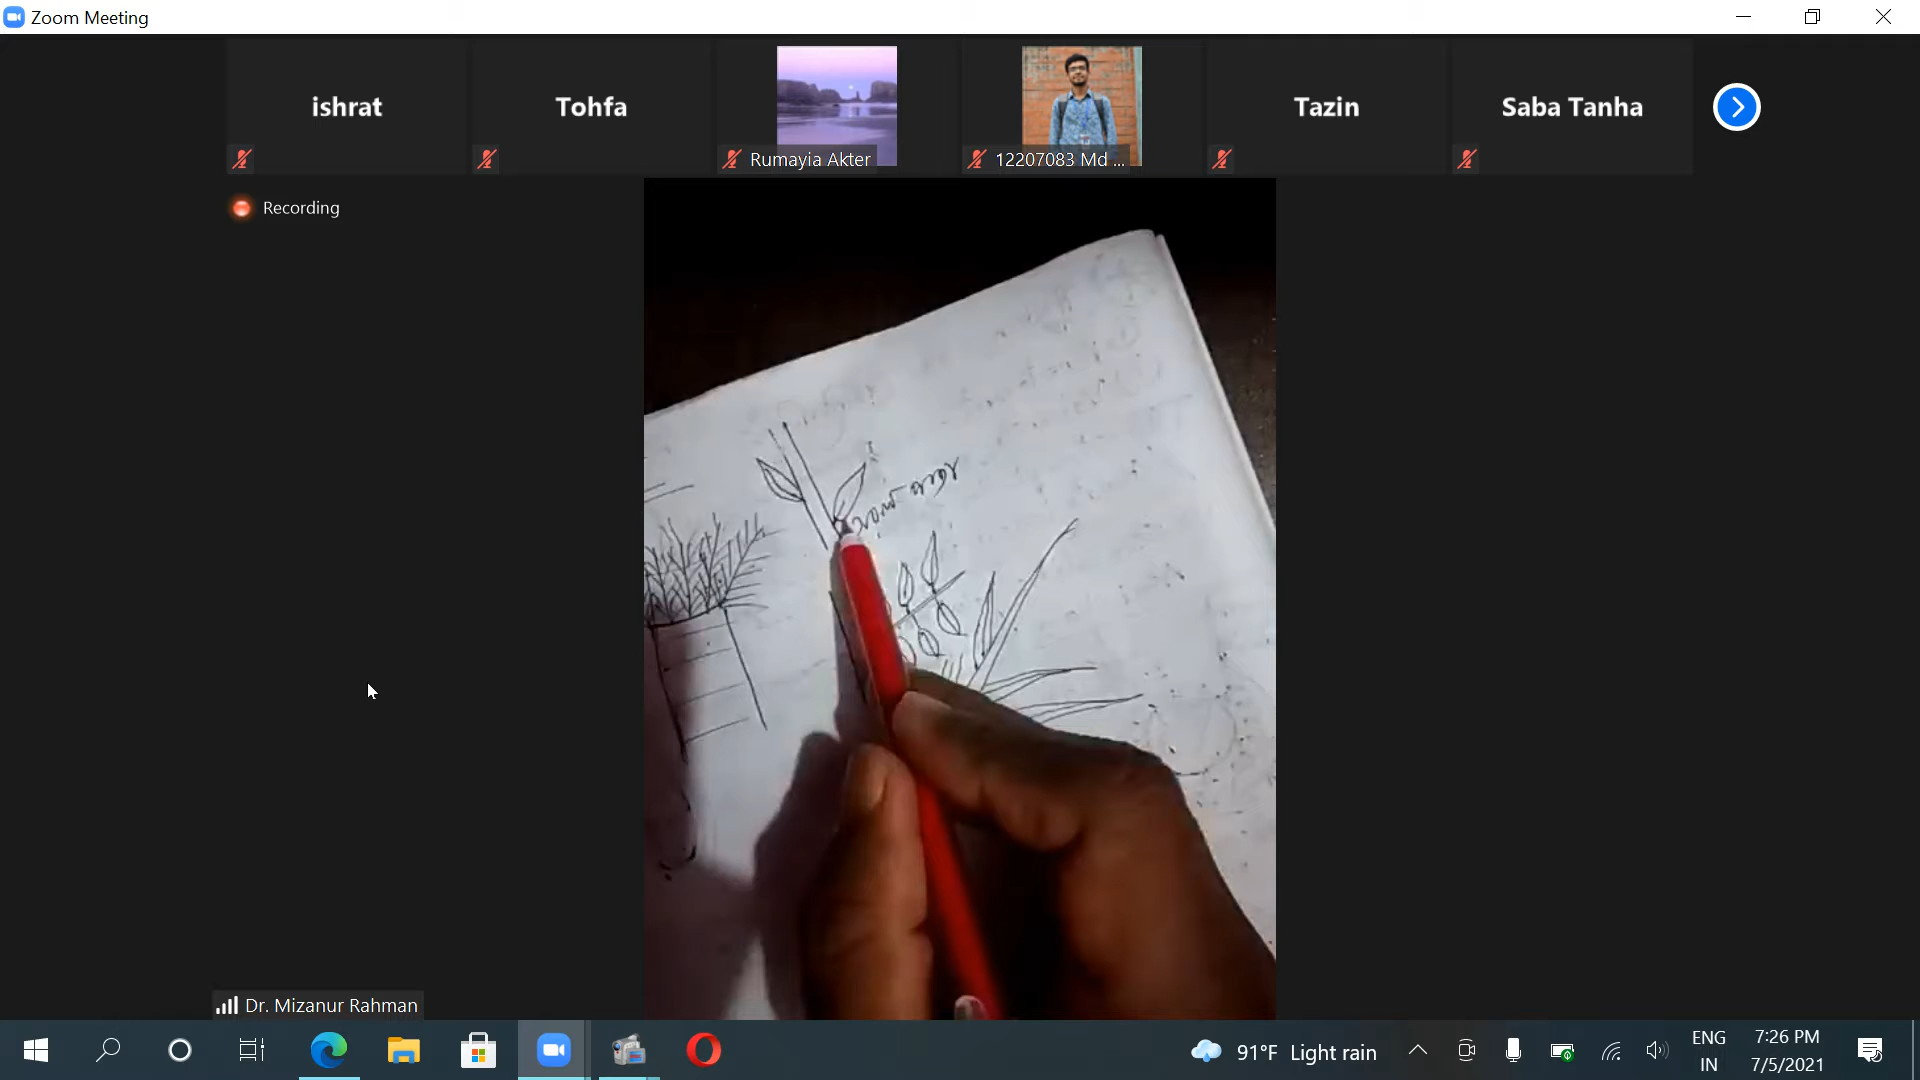 Zoom Meeting
ishrat
Tohfa
Rumayia Akter
12207083 Md ...
Tazin
Saba Tanha
Recording
Dr. Mizanur Rahman
91°F Light rain
ENG
IN
7:26 PM
7/5/2021